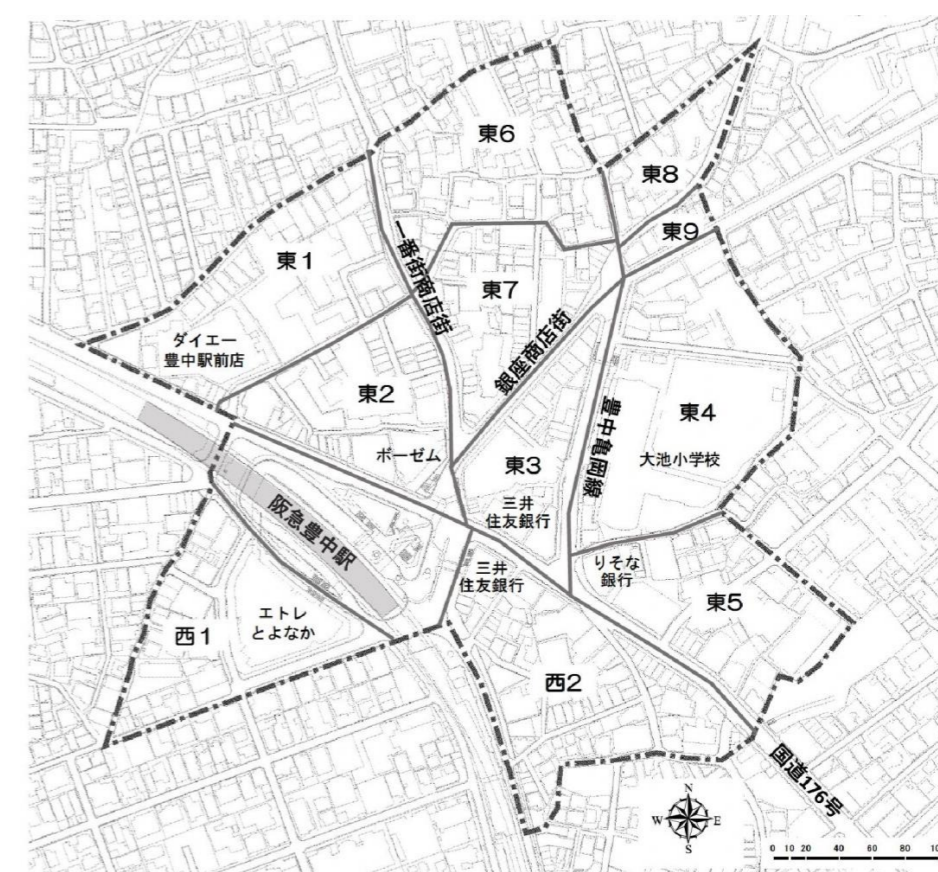 東6
東8
東9
東1
一番街商店街
東7
銀座商店街
ダイエー
豊中駅前店
東2
豊中亀岡線
東4
ボーゼム
東3
大池小学校
三井
住友銀行
阪急豊中駅
三井
住友銀行
りそな
銀行
東5
エトレ
とよなか
西1
西2
国道176号
N
W
E
S
0 10 20 40 60 80